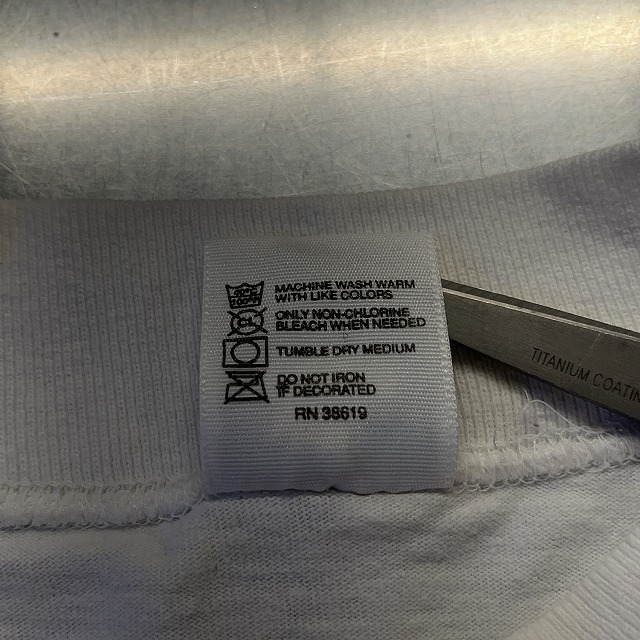 MACHINE WASH WARM
WITH LIKE COLORS
ONLY NON-CHLORINE
BLEACH WHEN NEEDED
TUMBLE DRY MEDIUM
DO NOT IRON
IF DECORATED
RN 38619
TITANIUM COATIN